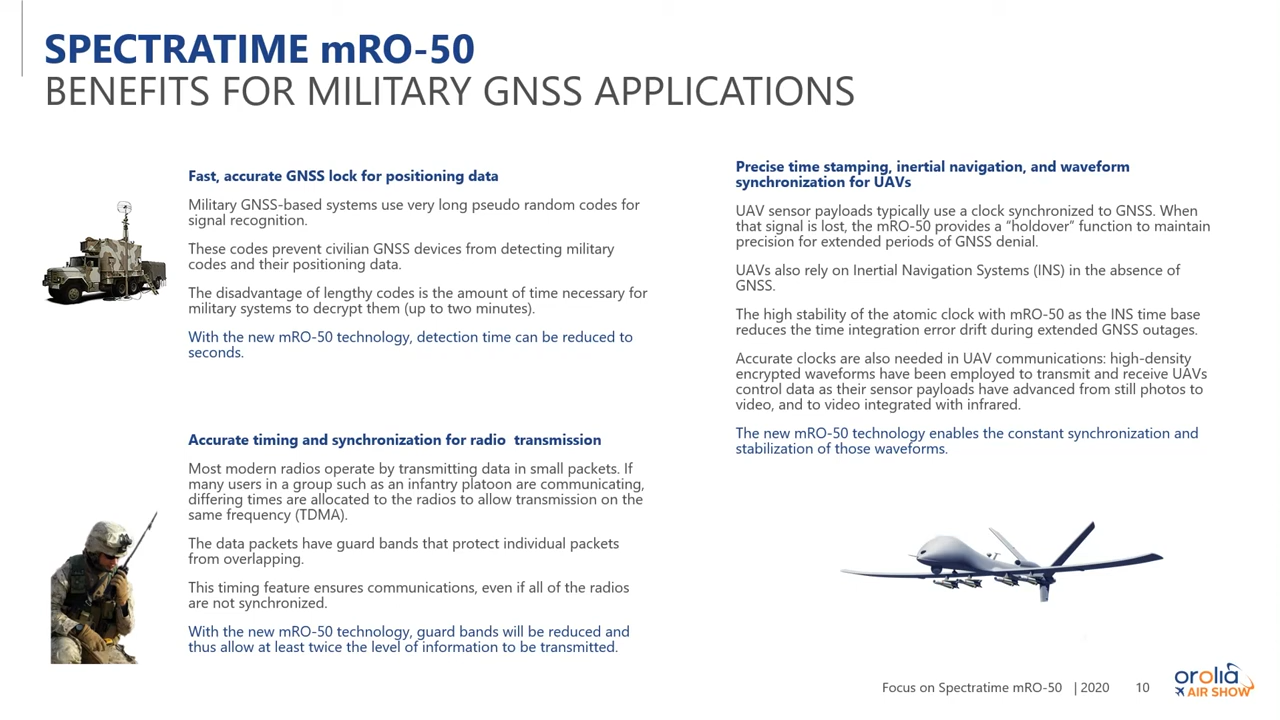 SPECTRATIME mRO-50
BENEFITS FOR MILITARY GNSS APPLICATIONS
Fast, accurate GNSS lock for positioning data
Military GNSS-based systems use very long pseudo random codes for
signal recognition.
These codes prevent civilian GNSS devices from detecting military
codes and their positioning data.
The disadvantage of lengthy codes is the amount of time necessary for
military systems to decrypt them (up to two minutes).
With the new mRO-50 technology, detection time can be reduced to
seconds.
Accurate timing and synchronization for radio  transmission
Most modern radios operate by transmitting data in small packets. If
many users in a group such as an infantry platoon are communicating,
differing times are allocated to the radios to allow transmission on the
same frequency (TDMA).
The data packets have guard bands that protect individual packets
from overlapping.
This timing feature ensures communications, even if all of the radios
are not synchronized.
With the new mRO-50 technology, guard bands will be reduced and
thus allow at least twice the level of information to be transmitted.
Precise time stamping, inertial navigation, and waveform
synchronization for UAVs
UAV sensor payloads typically use a clock synchronized to GNSS. When
that signal is lost, the mRO-50 provides a “holdover” function to maintain
precision for extended periods of GNSS denial.
UAVs also rely on Inertial Navigation Systems (INS) in the absence of
GNSS.
The high stability of the atomic clock with mRO-50 as the INS time base
reduces the time integration error drift during extended GNSS outages.
Accurate clocks are also needed in UAV communications: high-density
encrypted waveforms have been employed to transmit and receive UAVs
control data as their sensor payloads have advanced from still photos to
video, and to video integrated with infrared.
The new mRO-50 technology enables the constant synchronization and
stabilization of those waveforms.
Focus on Spectratime mRO-50 | 2020 10
orolia
AIR SHOW